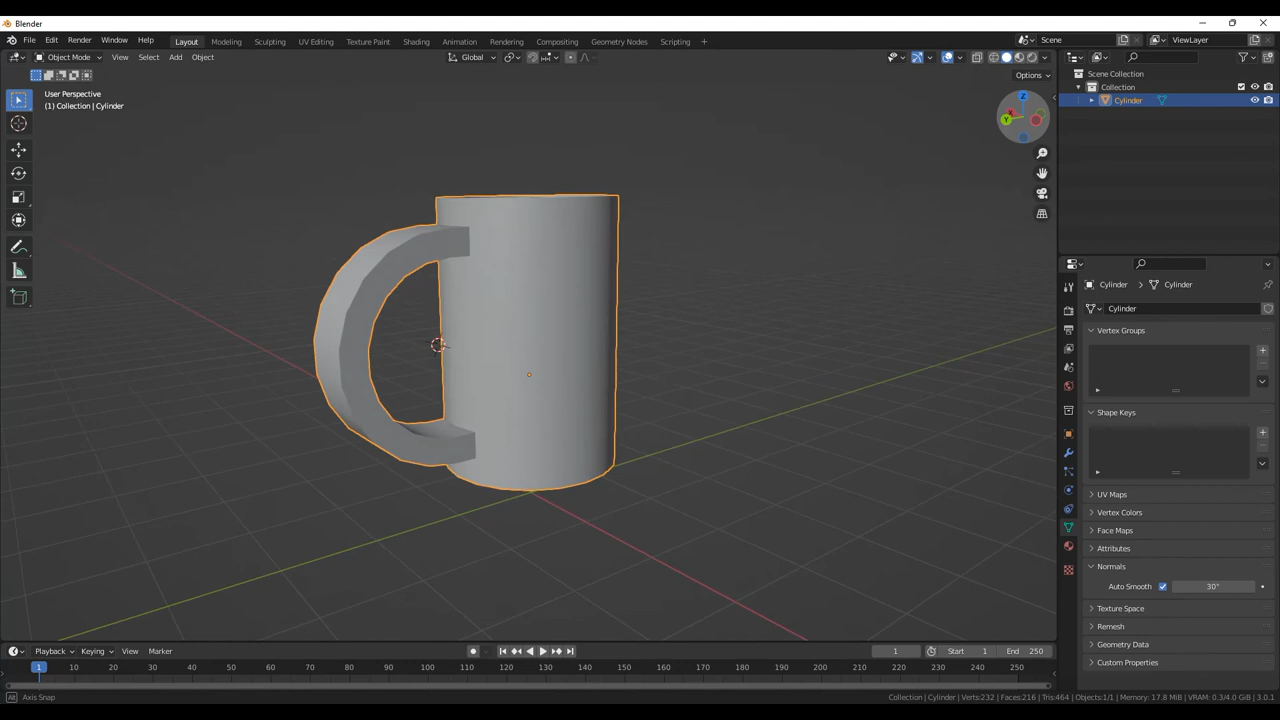 Blender
File Edit Render Window Help Layout Modeling Sculpting UV Editing Texture Paint Shading Animation Rendering Compositing Geometry Nodes Scripting + Scene ViewLayer
Object Mode View Select Add Object Global
Options
User Perspective
(1) Collection | Cylinder
Z
Y
X
Scene Collection
Collection
Cylinder
Cylinder > Cylinder
Cylinder
Vertex Groups
Shape Keys
UV Maps
Vertex Colors
Face Maps
Attributes
Normals
Auto Smooth 30°
Texture Space
Remesh
Geometry Data
Custom Properties
Playback Keying View Marker 1 Start 1 End 250
1 10 20 30 40 50 60 70 80 90 100 110 120 130 140 150 160 170 180 190 200 210 220 230 240 250
Alt Axis Snap Collection | Cylinder | Verts:232 | Faces:216 | Tris:464 | Objects:1/1 | Memory: 17.8 MiB | VRAM: 0.3/4.0 GiB | 3.0.1